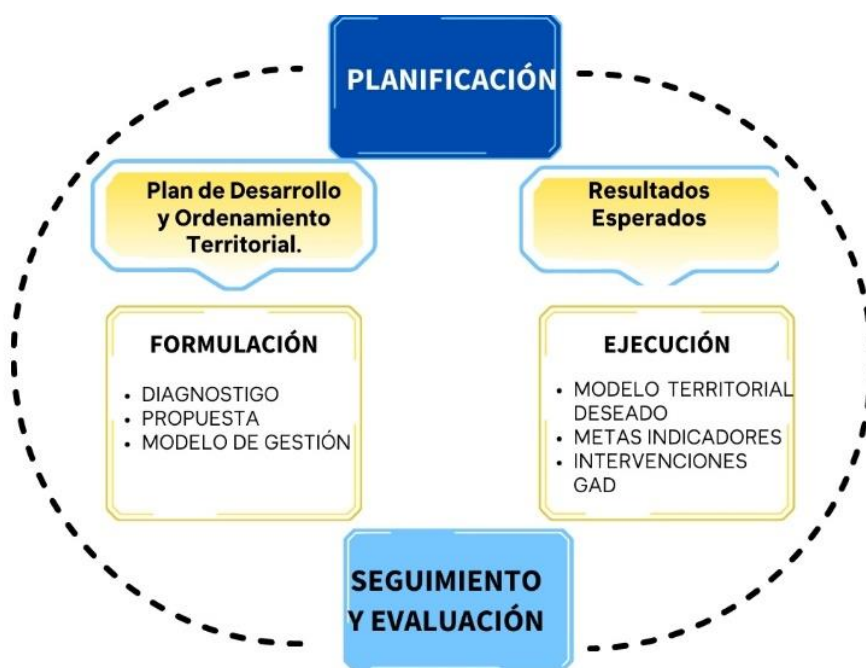 PLANIFICACIÓN
Plan de Desarrollo
y Ordenamiento
Territorial.
Resultados
Esperados
FORMULACIÓN
• DIAGNOSTIGO
• PROPUESTA
• MODELO DE GESTIÓN
EJECUCIÓN
• MODELO TERRITORIAL
DESEADO
• METAS INDICADORES
• INTERVENCIONES
GAD
SEGUIMIENTO
Y EVALUACIÓN